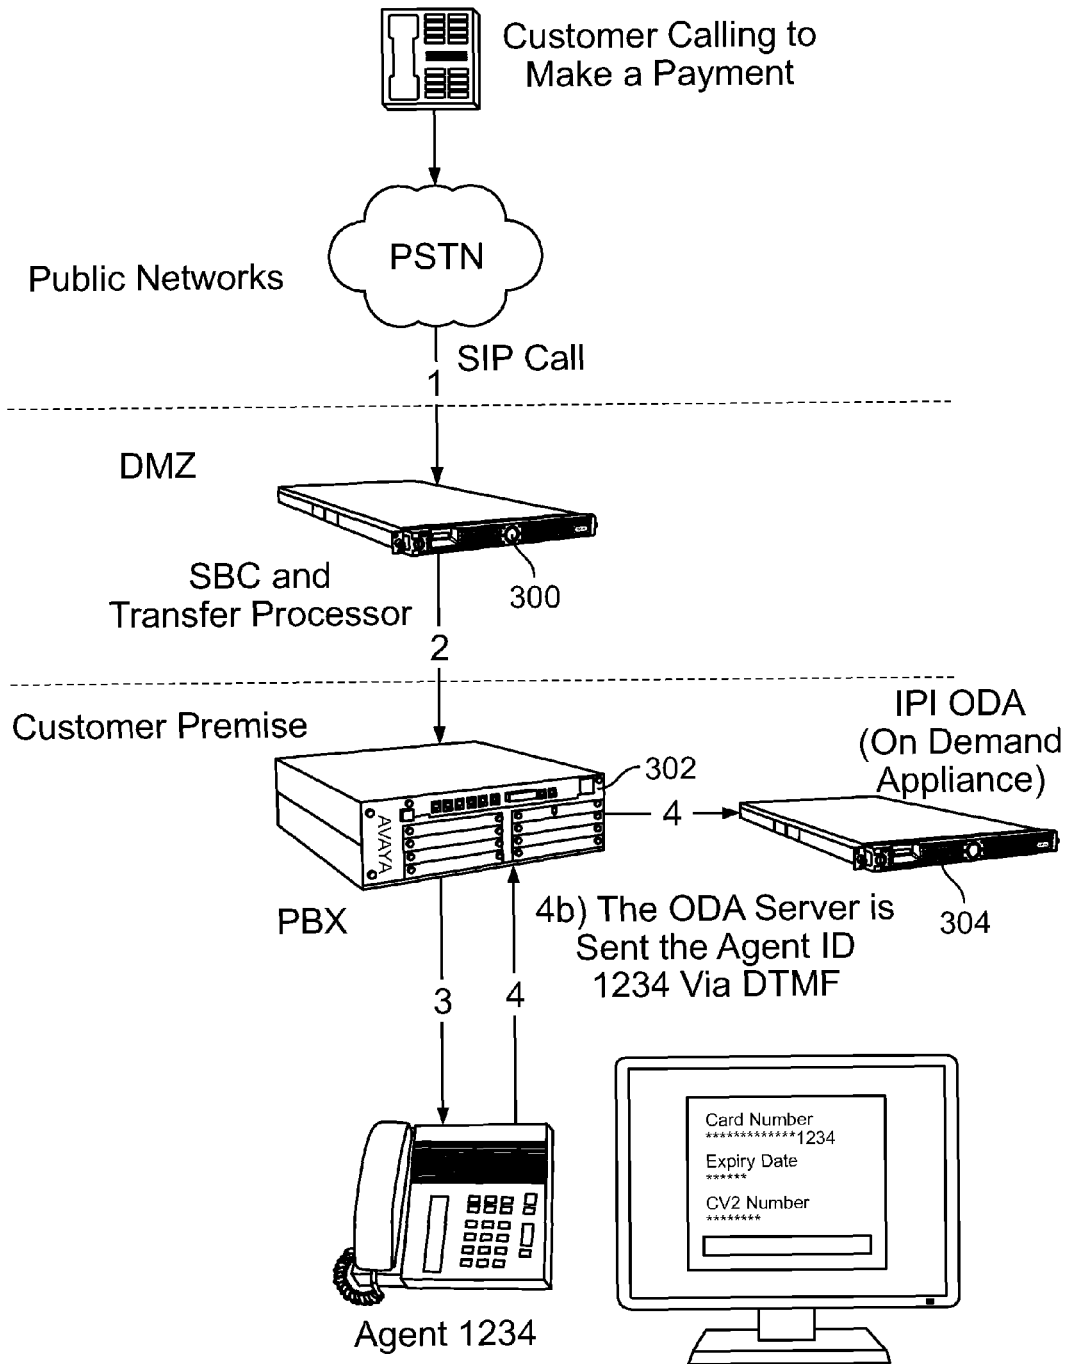 Customer Calling to
Make a Payment
PSTN
Public Networks
SIP Call
1
DMZ
300
SBC and
Transfer Processor
2
Customer Premise
IPI ODA
(On Demand
Appliance)
302
4
AVAYA
304
PBX
4b) The ODA Server is
Sent the Agent ID
1234 Via DTMF
3
4
Card Number
*************1234
Expiry Date
******
CV2 Number
********
Agent 1234